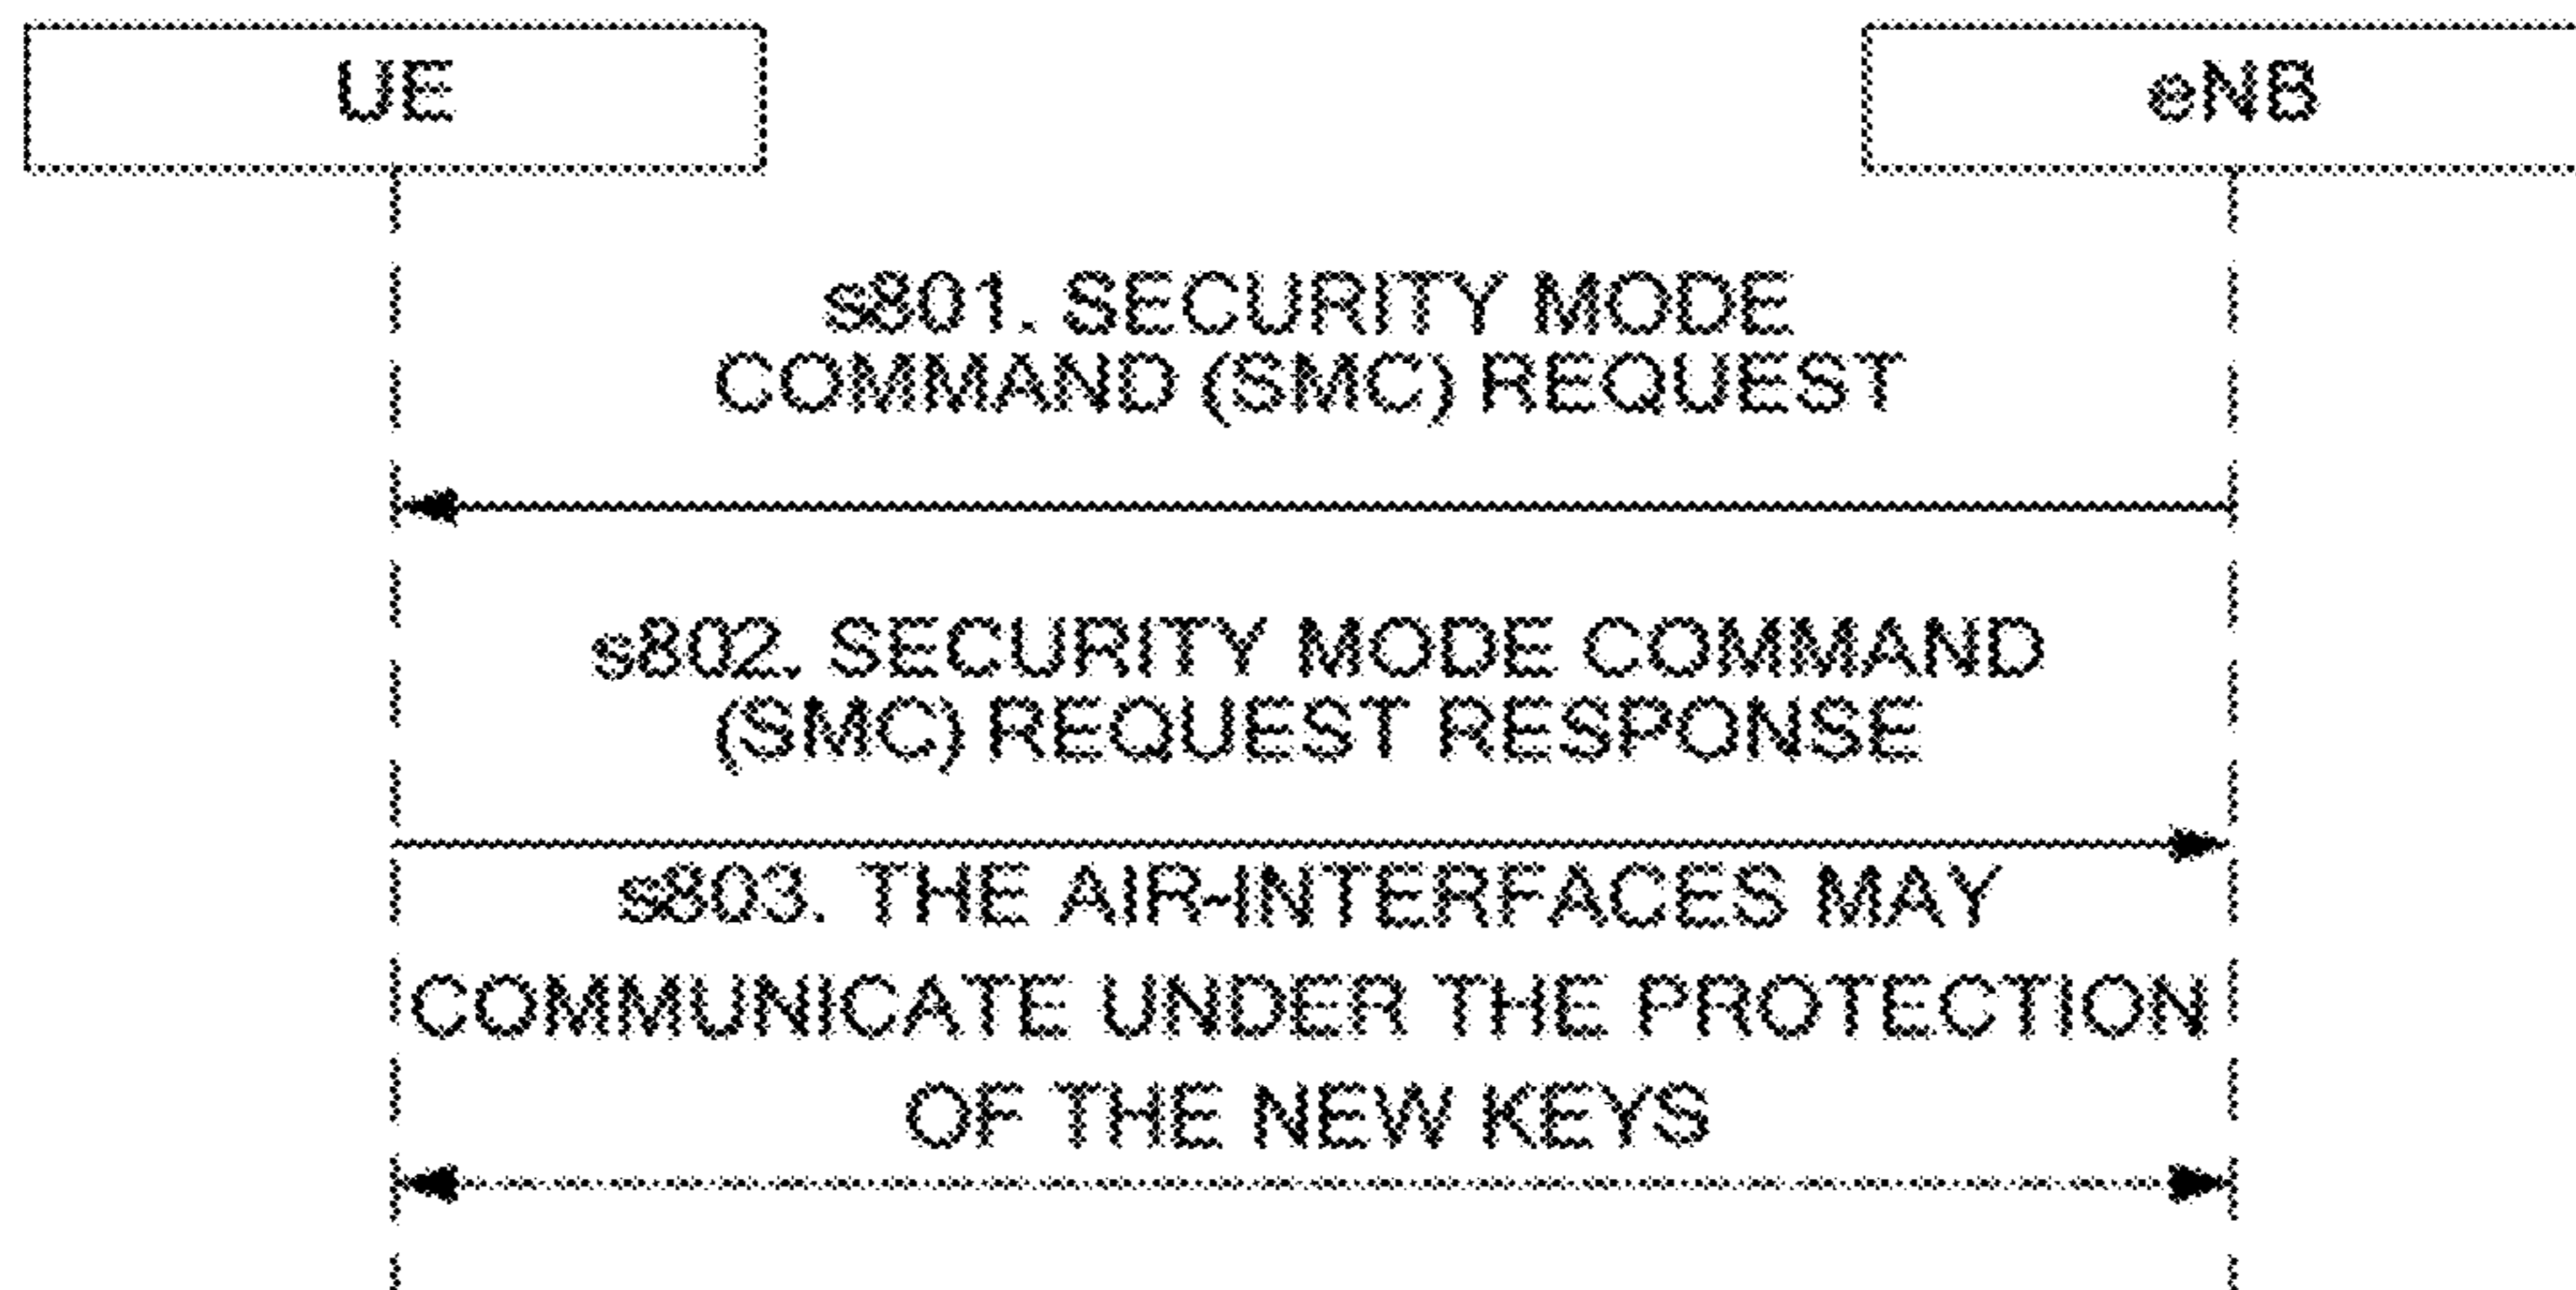 UE
eNB
s801. SECURITY MODE
COMMAND (SMC) REQUEST
s802. SECURITY MODE COMMAND
(SMC) REQUEST RESPONSE
s803. THE AIR-INTERFACES MAY
COMMUNICATE UNDER THE PROTECTION
OF THE NEW KEYS